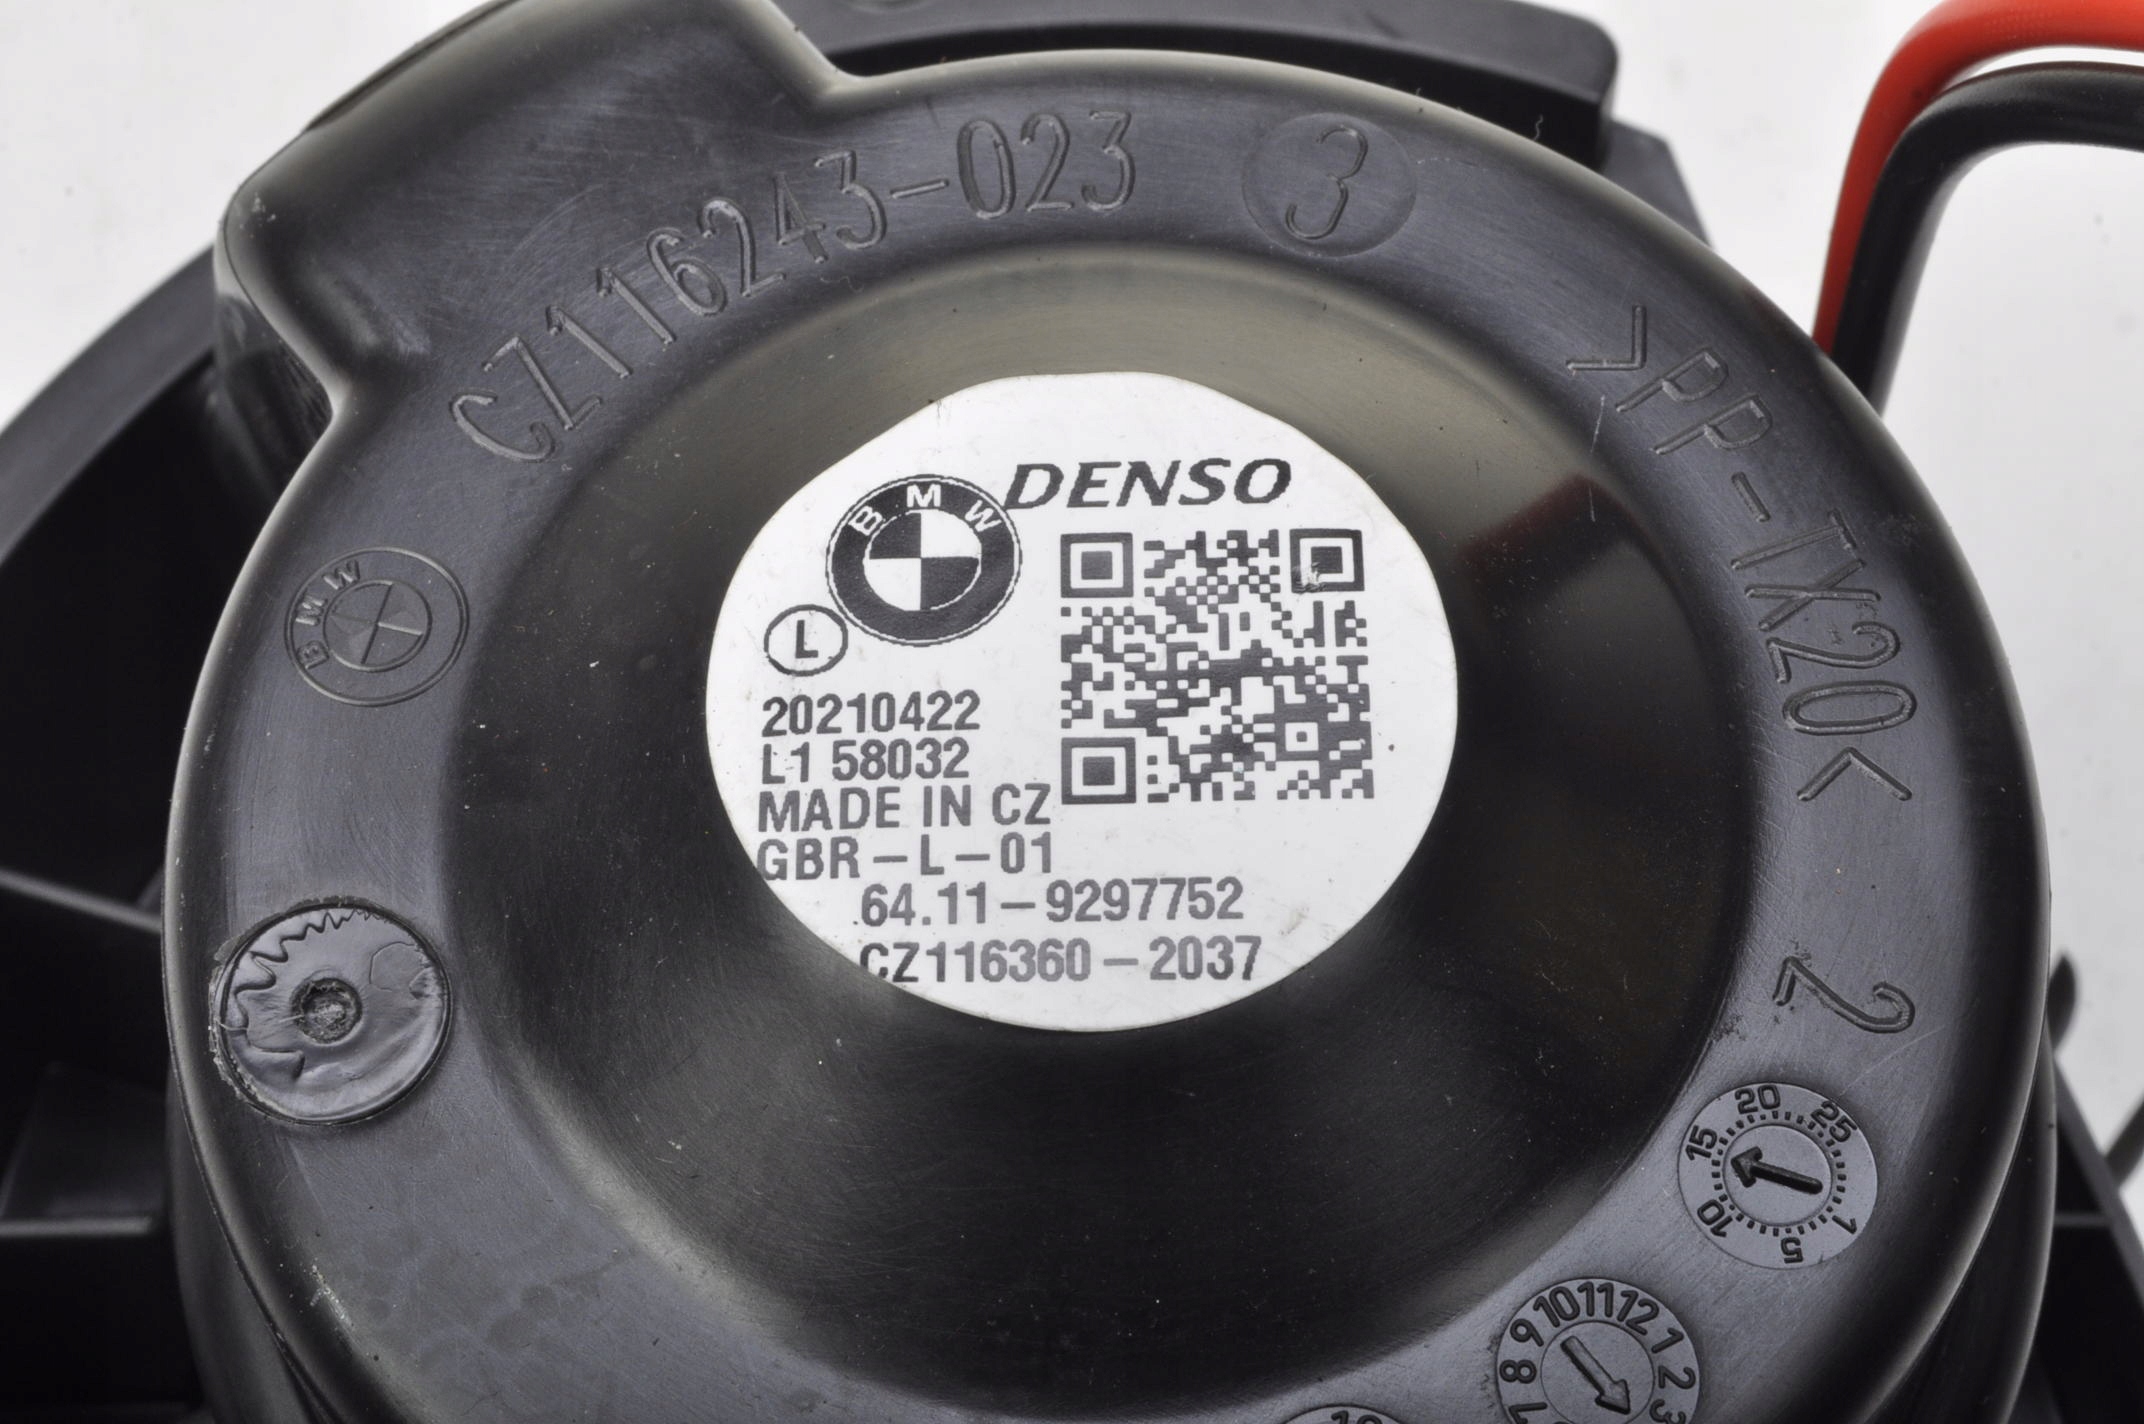 CZ116243-023
3
>PP-TX20<
2
BMW
BMW
DENSO
L
20210422
L1 58032
MADE IN CZ
GBR-L-01
64.11-9297752
CZ116360-2037
20 25
15
10
5
1
10 11 12
9 1
8 2
7 3